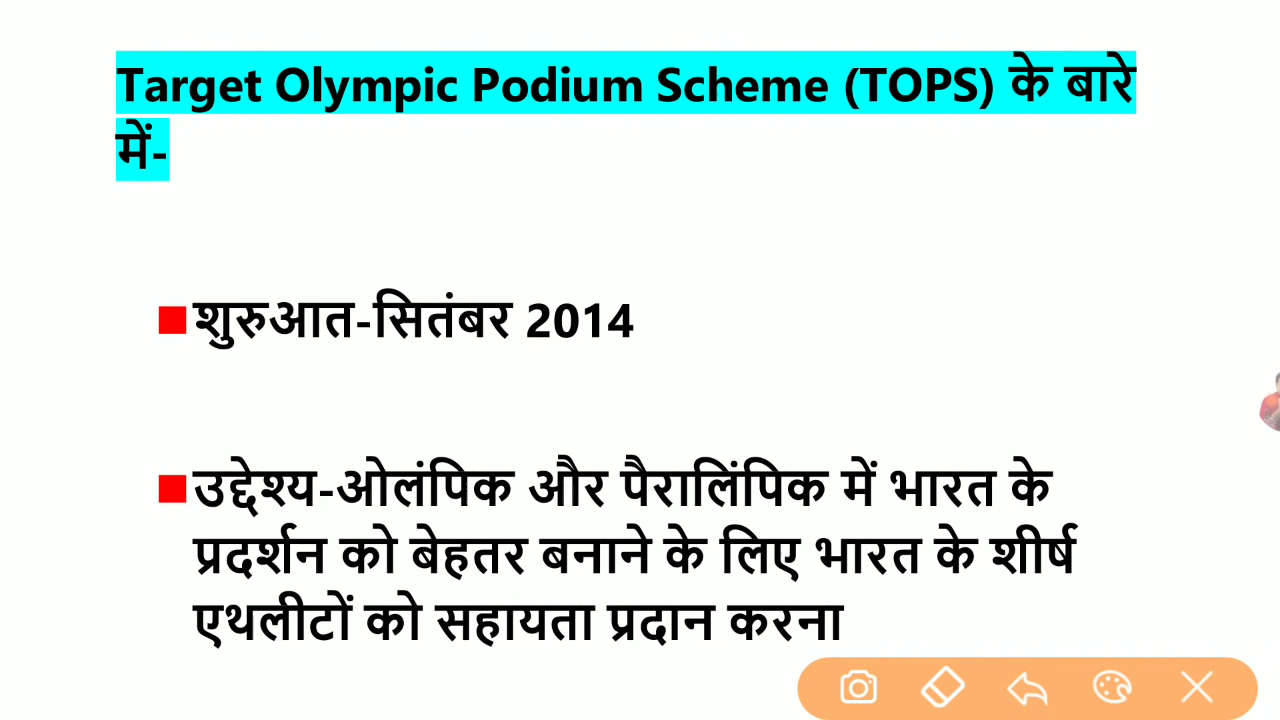 Target Olympic Podium Scheme (TOPS) के बारे
में-
शुरुआत-सितंबर 2014
उद्देश्य-ओलंपिक और पैरालिंपिक में भारत के
प्रदर्शन को बेहतर बनाने के लिए भारत के शीर्ष
एथलीटों को सहायता प्रदान करना